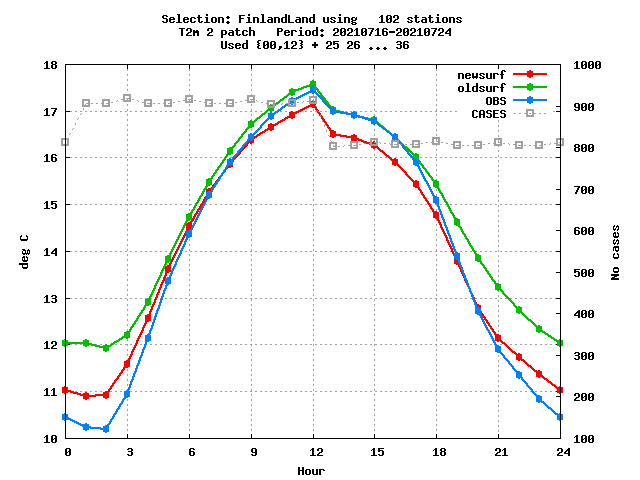 Selection: FinlandLand using   102 stations
T2m 2 patch   Period: 20210716-20210724
Used {00,12} + 25 26 ... 36
newsurf
oldsurf
OBS
CASES
deg C
18
17
16
15
14
13
12
11
10
No cases
1000
900
800
700
600
500
400
300
200
100
0 3 6 9 12 15 18 21 24
Hour